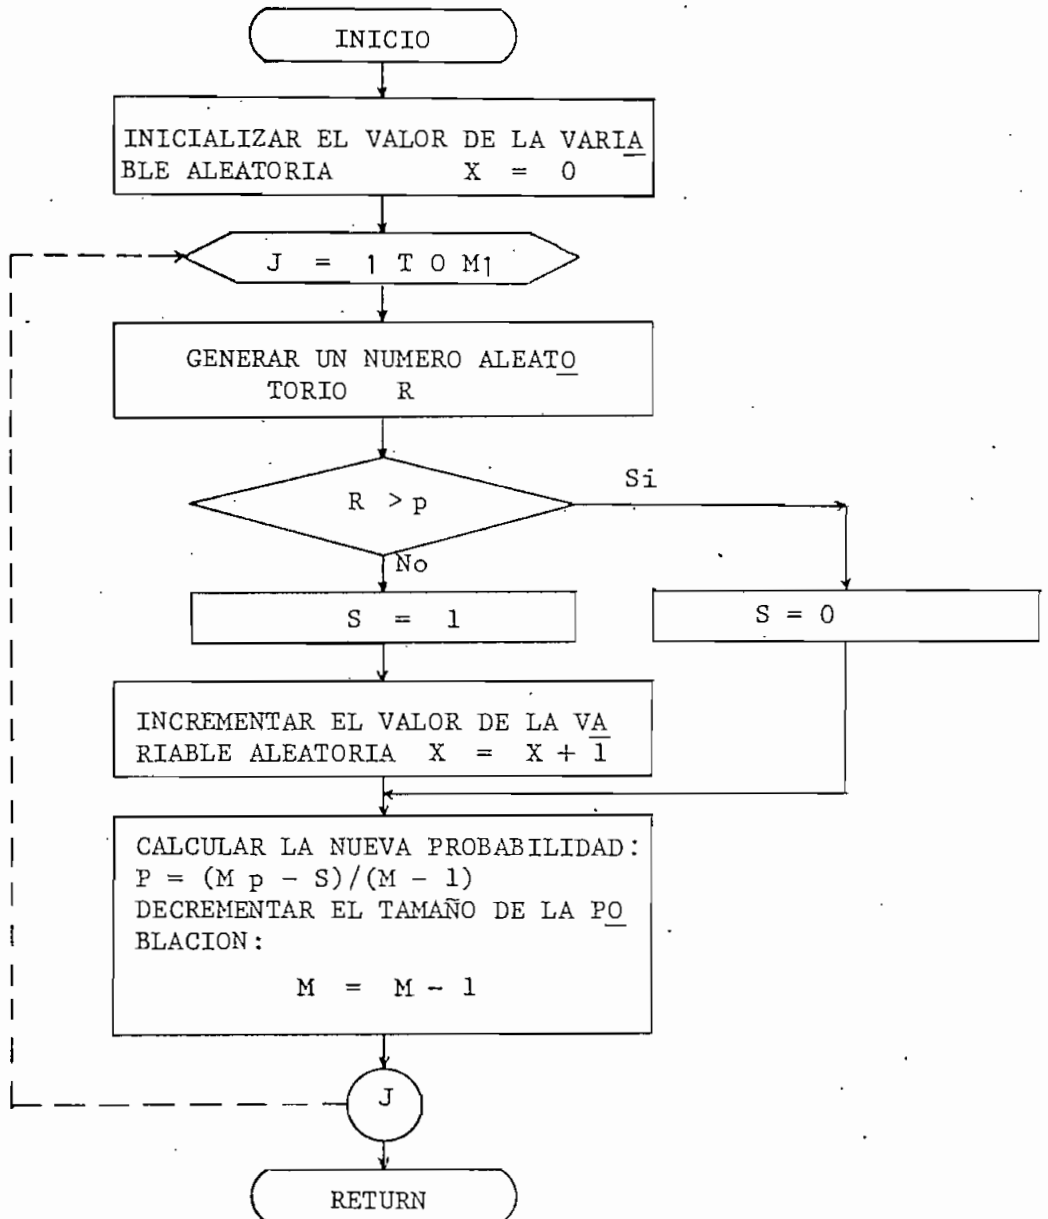 INICIO
INICIALIZAR EL VALOR DE LA VARIA
BLE ALEATORIA X = 0
J = 1 T O M1
GENERAR UN NUMERO ALEATO
TORIO R
R > p
Si
No
S = 1
S = 0
INCREMENTAR EL VALOR DE LA VA
RIABLE ALEATORIA X = X + 1
CALCULAR LA NUEVA PROBABILIDAD:
P = (M p - S)/(M - 1)
DECREMENTAR EL TAMAÑO DE LA PO
BLACION:
M = M - 1
J
RETURN